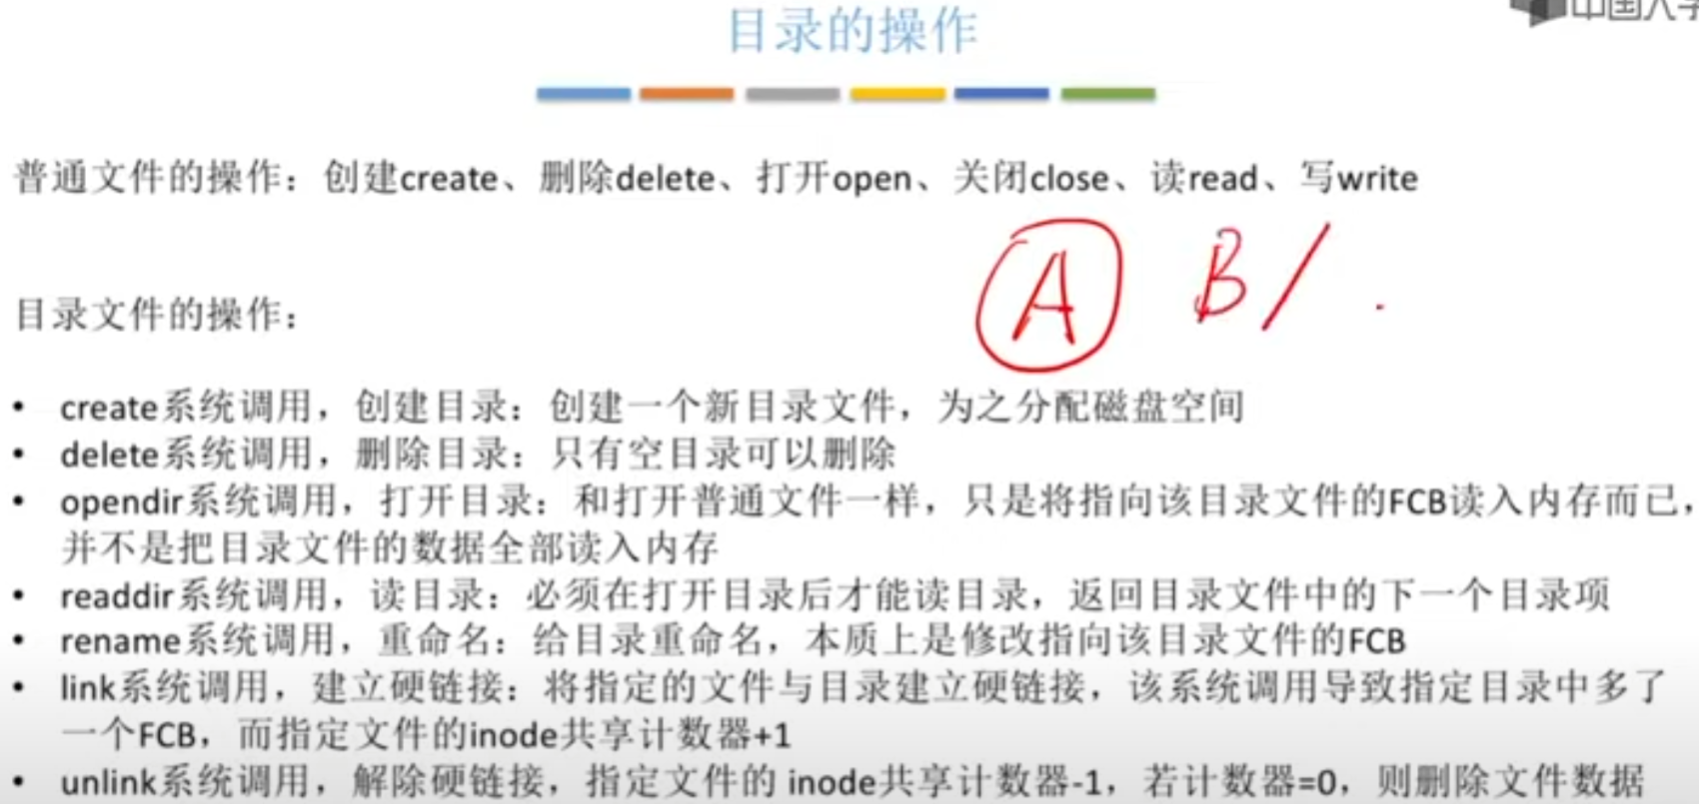 中国大学
目录的操作
普通文件的操作：创建create、删除delete、打开open、关闭close、读read、写write
A B/
目录文件的操作：
• create系统调用，创建目录：创建一个新目录文件，为之分配磁盘空间
• delete系统调用，删除目录：只有空目录可以删除
• opendir系统调用，打开目录：和打开普通文件一样，只是将指向该目录文件的FCB读入内存而已，
并不是把目录文件的数据全部读入内存
• readdir系统调用，读目录：必须在打开目录后才能读目录，返回目录文件中的下一个目录项
• rename系统调用，重命名：给目录重命名，本质上是修改指向该目录文件的FCB
• link系统调用，建立硬链接：将指定的文件与目录建立硬链接，该系统调用导致指定目录中多了
一个FCB，而指定文件的inode共享计数器+1
• unlink系统调用，解除硬链接，指定文件的 inode共享计数器-1，若计数器=0，则删除文件数据